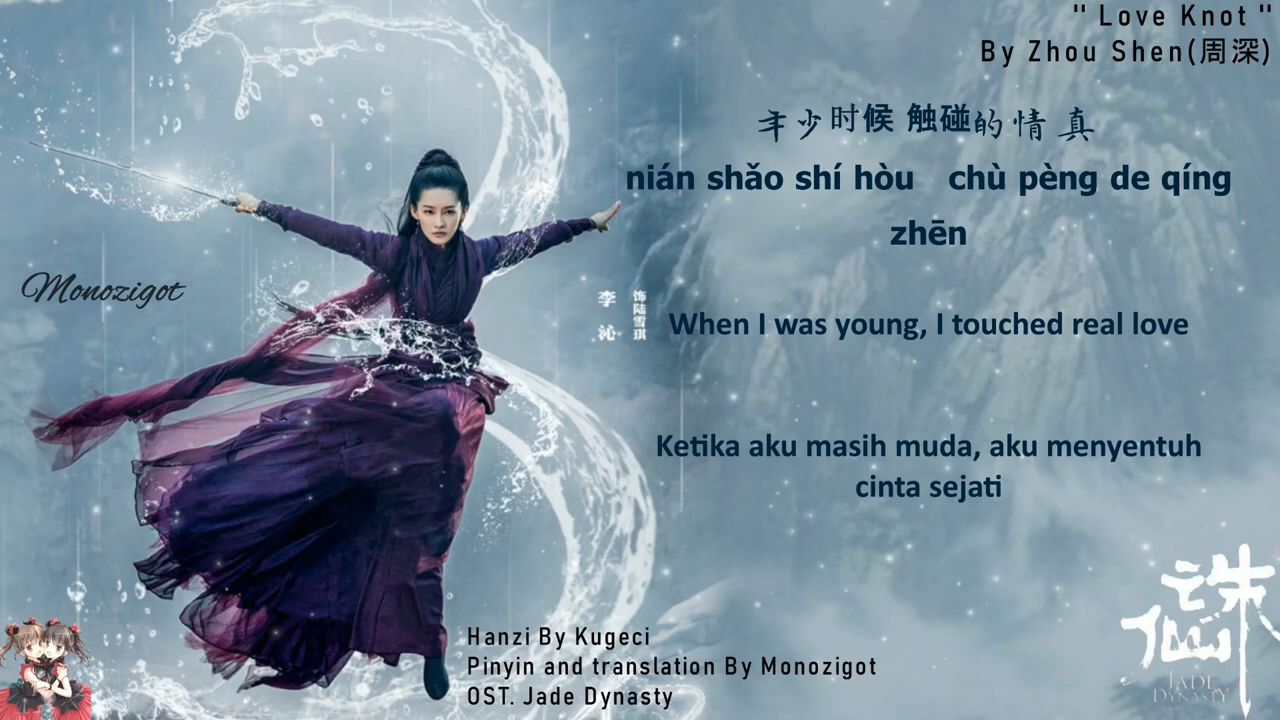 " Love Knot "
By Zhou Shen(周深)
年少时候 触碰的情真
nián shǎo shí hòu chù pèng de qíng
zhēn
Monozigot
李沁
饰陆雪琪
When I was young, I touched real love
Ketika aku masih muda, aku menyentuh
cinta sejati
诛仙
JADE
DYNASTY
Hanzi By Kugeci
Pinyin and translation By Monozigot
OST. Jade Dynasty